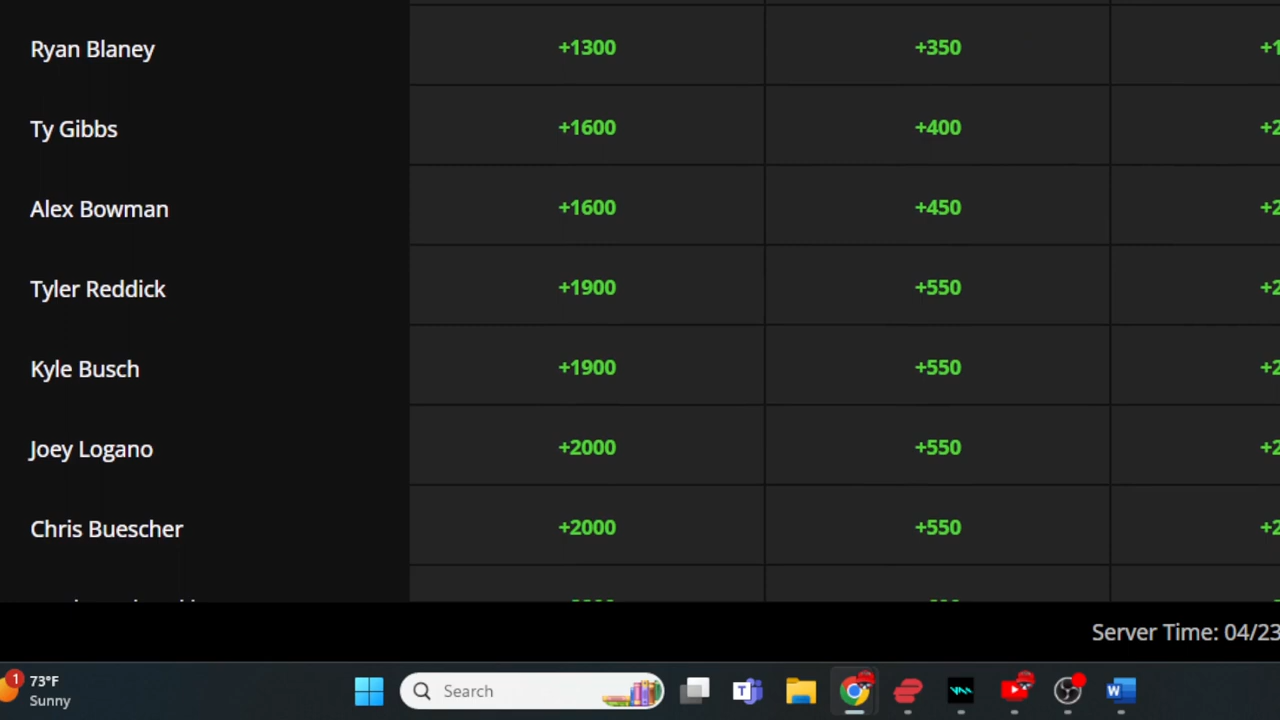 Ryan Blaney +1300 +350
Ty Gibbs +1600 +400
Alex Bowman +1600 +450
Tyler Reddick +1900 +550
Kyle Busch +1900 +550
Joey Logano +2000 +550
Chris Buescher +2000 +550
Server Time: 04/23
1
73°F
Sunny
Search